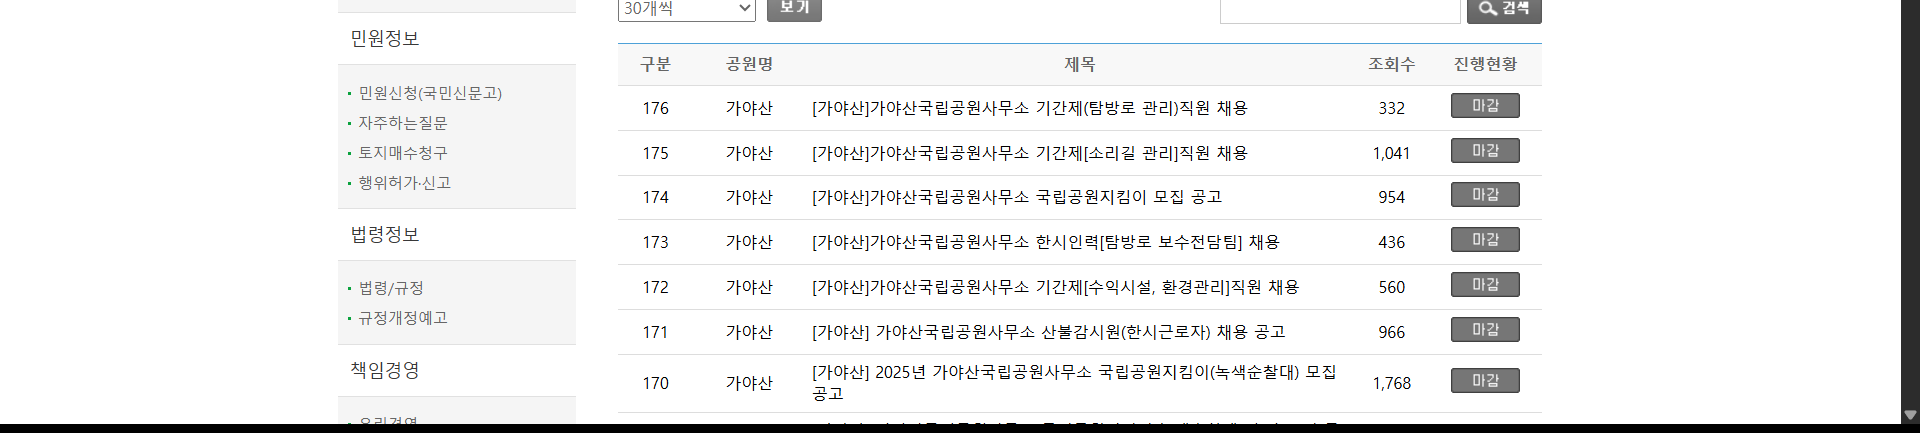 30개씩
보기
검색
민원정보
민원신청(국민신문고)
자주하는질문
토지매수청구
행위허가·신고
법령정보
법령/규정
규정개정예고
책임경영
윤리경영
구분 공원명 제목 조회수 진행현황
176 가야산 [가야산]가야산국립공원사무소 기간제(탐방로 관리)직원 채용 332 마감
175 가야산 [가야산]가야산국립공원사무소 기간제[소리길 관리]직원 채용 1,041 마감
174 가야산 [가야산]가야산국립공원사무소 국립공원지킴이 모집 공고 954 마감
173 가야산 [가야산]가야산국립공원사무소 한시인력[탐방로 보수전담팀] 채용 436 마감
172 가야산 [가야산]가야산국립공원사무소 기간제[수익시설, 환경관리]직원 채용 560 마감
171 가야산 [가야산] 가야산국립공원사무소 산불감시원(한시근로자) 채용 공고 966 마감
170 가야산 [가야산] 2025년 가야산국립공원사무소 국립공원지킴이(녹색순찰대) 모집 1,768 마감
공고